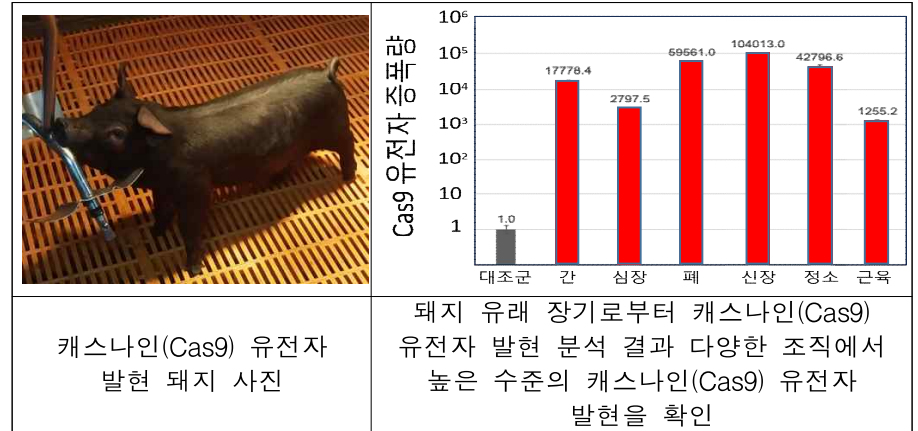 Cas9 유전자 증폭량
10⁶
10⁵
10⁴
10³
10²
10
1
1.0
17778.4
2797.5
59561.0
104013.0
42796.6
1255.2
대조군 간 심장 폐 신장 정소 근육
캐스나인(Cas9) 유전자
발현 돼지 사진
돼지 유래 장기로부터 캐스나인(Cas9)
유전자 발현 분석 결과 다양한 조직에서
높은 수준의 캐스나인(Cas9) 유전자
발현을 확인